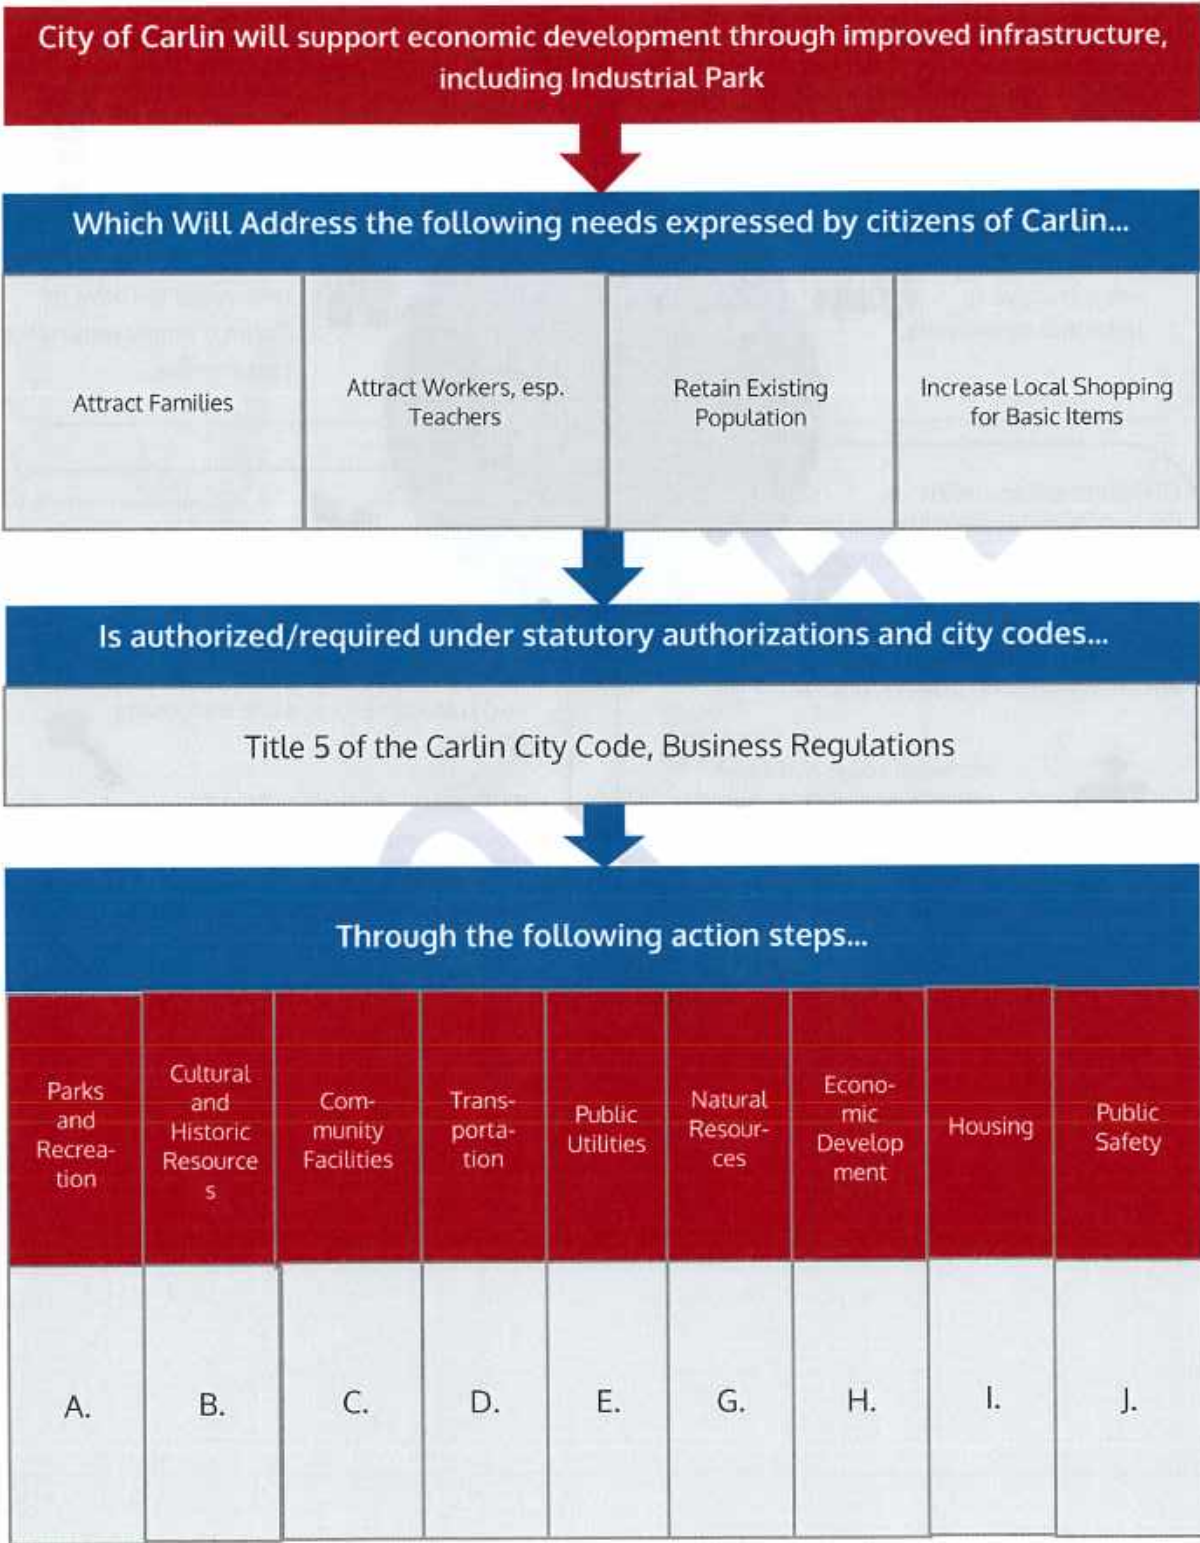 City of Carlin will support economic development through improved infrastructure,
including Industrial Park
Which Will Address the following needs expressed by citizens of Carlin...
Attract Families
Attract Workers, esp.
Teachers
Retain Existing
Population
Increase Local Shopping
for Basic Items
Is authorized/required under statutory authorizations and city codes...
Title 5 of the Carlin City Code, Business Regulations
Through the following action steps...
Parks
and
Recrea-
tion
Cultural
and
Historic
Resource
s
Com-
munity
Facilities
Trans-
porta-
tion
Public
Utilities
Natural
Resour-
ces
Econo-
mic
Develop
ment
Housing
Public
Safety
A.
B.
C.
D.
E.
G.
H.
I.
J.